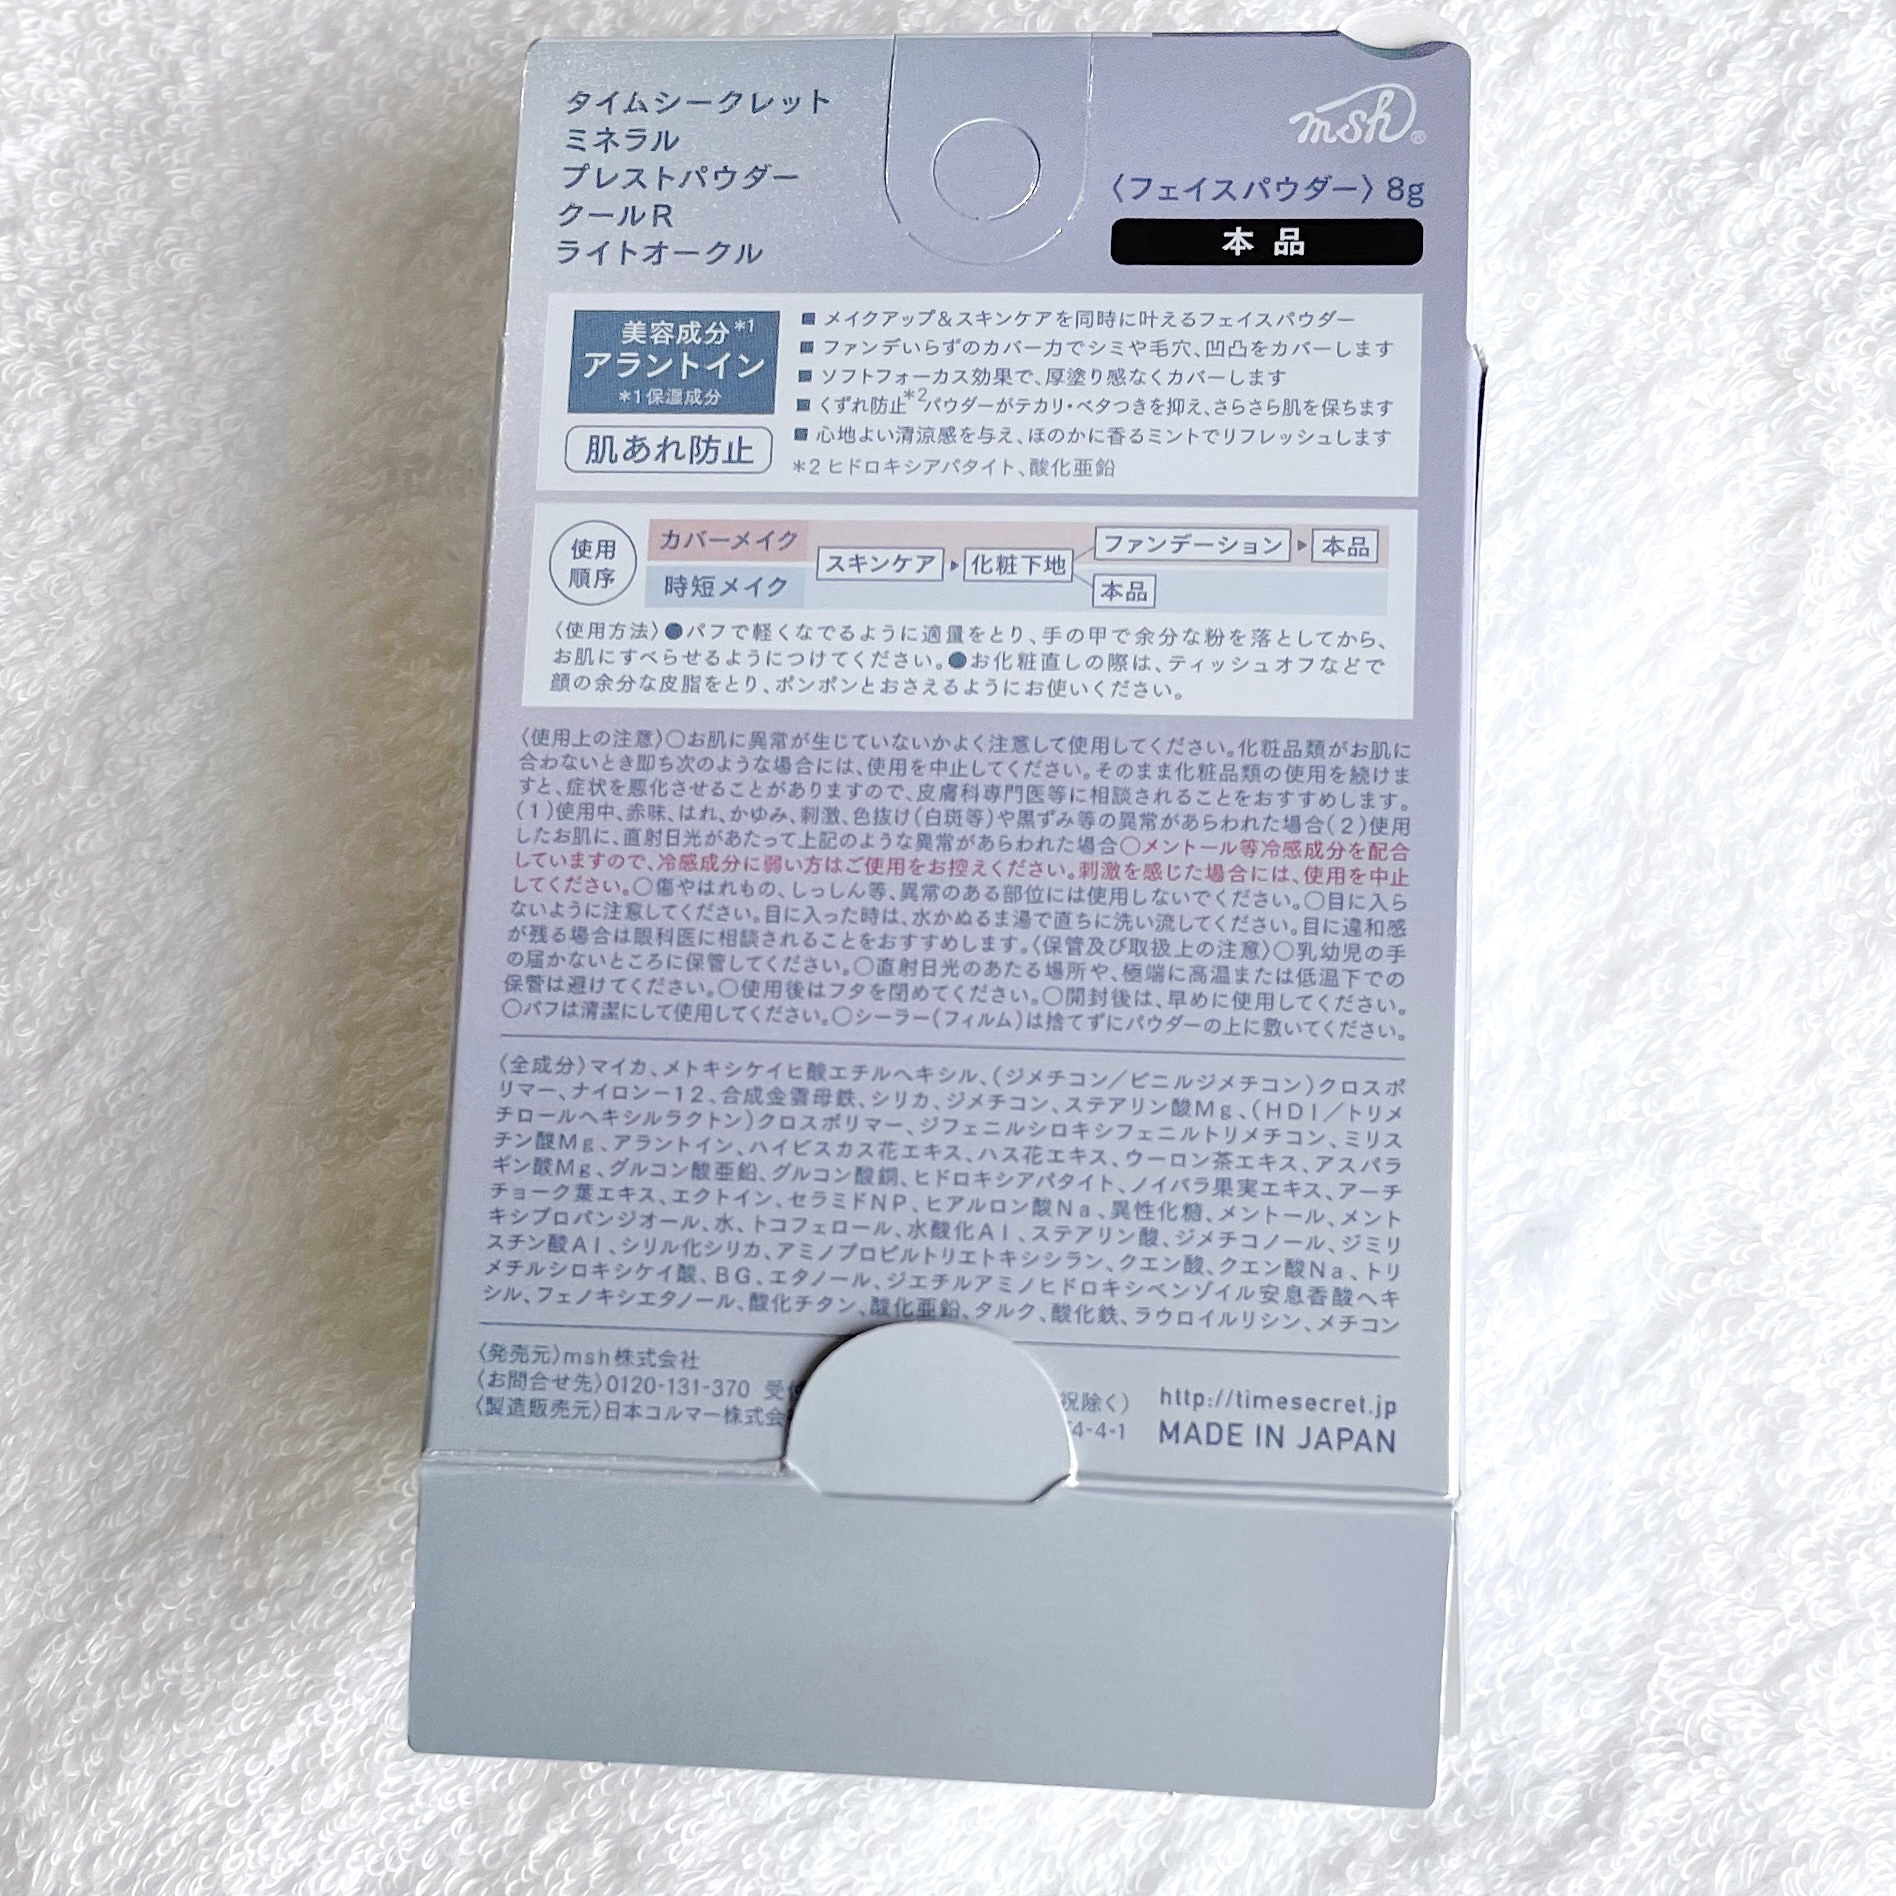 タイムシークレット
ミネラル
プレストパウダー
クールR
ライトオークル
msh®
〈フェイスパウダー〉8g
本品
美容成分*1
アラントイン
*1保湿成分
肌あれ防止
■ メイクアップ&スキンケアを同時に叶えるフェイスパウダー
■ ファンデいらずのカバー力でシミや毛穴、凹凸をカバーします
■ ソフトフォーカス効果で、厚塗り感なくカバーします
■ くずれ防止*2パウダーがテカリ・ベタつきを抑え、さらさら肌を保ちます
■ 心地よい清涼感を与え、ほのかに香るミントでリフレッシュします
*2 ヒドロキシアパタイト、酸化亜鉛
使用
順序
カバーメイク
時短メイク
スキンケア
化粧下地
ファンデーション
本品
本品
〈使用方法〉●パフで軽くなでるように適量をとり、手の甲で余分な粉を落としてから、
お肌にすべらせるようにつけてください。●お化粧直しの際は、ティッシュオフなどで
顔の余分な皮脂をとり、ポンポンとおさえるようにお使いください。
〈使用上の注意〉○お肌に異常が生じていないかよく注意して使用してください。化粧品類がお肌に
合わないとき即ち次のような場合には、使用を中止してください。そのまま化粧品類の使用を続けま
すと、症状を悪化させることがありますので、皮膚科専門医等に相談されることをおすすめします。
(1)使用中、赤味、はれ、かゆみ、刺激、色抜け(白斑等)や黒ずみ等の異常があらわれた場合(2)使用
したお肌に、直射日光があたって上記のような異常があらわれた場合○メントール等冷感成分を配合
していますので、冷感成分に弱い方はご使用をお控えください。刺激を感じた場合には、使用を中止
してください。○傷やはれもの、しっしん等、異常のある部位には使用しないでください。○目に入ら
ないように注意してください。目に入った時は、水かぬるま湯で直ちに洗い流してください。目に違和感
が残る場合は眼科医に相談されることをおすすめします。〈保管及び取扱上の注意〉○乳幼児の手
の届かないところに保管してください。○直射日光のあたる場所や、極端に高温または低温下での
保管は避けてください。○使用後はフタを閉めてください。○開封後は、早めに使用してください。
○パフは清潔にして使用してください。○シーラー(フィルム)は捨てずにパウダーの上に敷いてください。
〈全成分〉マイカ、メトキシケイヒ酸エチルヘキシル、(ジメチコン／ビニルジメチコン)クロスポ
リマー、ナイロン－12、合成金雲母鉄、シリカ、ジメチコン、ステアリン酸Mg、(HDI／トリメ
チロールヘキシルラクトン)クロスポリマー、ジフェニルシロキシフェニルトリメチコン、ミリス
チン酸Mg、アラントイン、ハイビスカス花エキス、ハス花エキス、ウーロン茶エキス、アスパラ
ギン酸Mg、グルコン酸亜鉛、グルコン酸銅、ヒドロキシアパタイト、ノイバラ果実エキス、アーチ
チョーク葉エキス、エクトイン、セラミドNP、ヒアルロン酸Na、異性化糖、メントール、メント
キシプロパンジオール、水、トコフェロール、水酸化Al、ステアリン酸、ジメチコノール、ジミリ
スチン酸Al、シリル化シリカ、アミノプロピルトリエトキシシラン、クエン酸、クエン酸Na、トリ
メチルシロキシケイ酸、BG、エタノール、ジエチルアミノヒドロキシベンゾイル安息香酸ヘキ
シル、フェノキシエタノール、酸化チタン、酸化亜鉛、タルク、酸化鉄、ラウロイルリシン、メチコン
〈発売元〉msh株式会社
〈お問合せ先〉0120-131-370 受 祝除く)
〈製造販売元〉日本コルマー株式会 4-4-1
http://timesecret.jp
MADE IN JAPAN